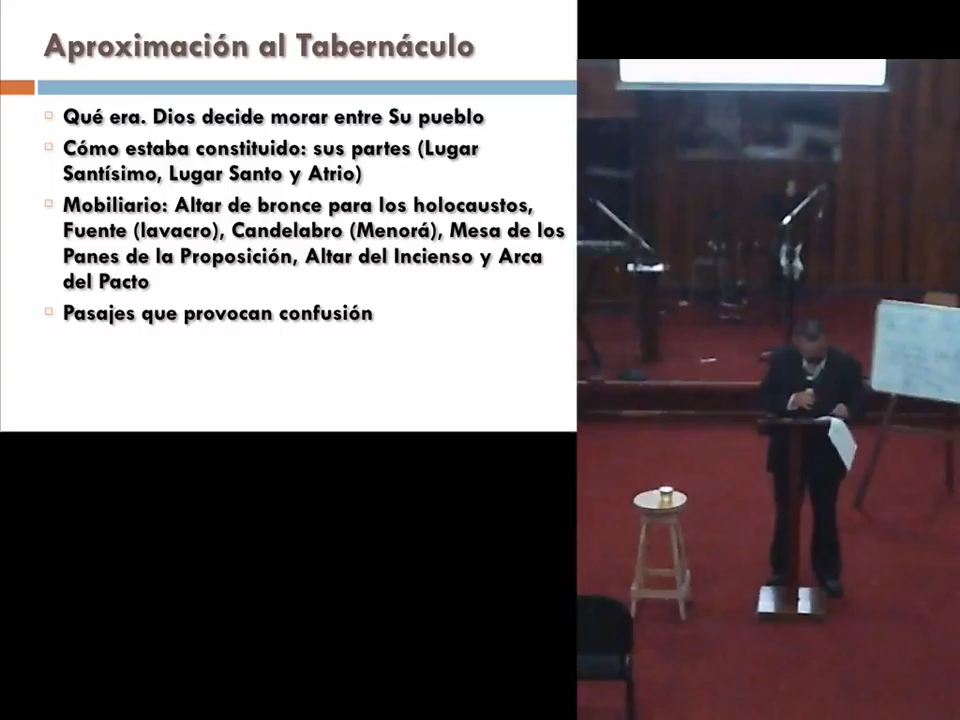 Aproximación al Tabernáculo
Qué era. Dios decide morar entre Su pueblo
Cómo estaba constituido: sus partes (Lugar
Santísimo, Lugar Santo y Atrio)
Mobiliario: Altar de bronce para los holocaustos,
Fuente (lavacro), Candelabro (Menorá), Mesa de los
Panes de la Proposición, Altar del Incienso y Arca
del Pacto
Pasajes que provocan confusión